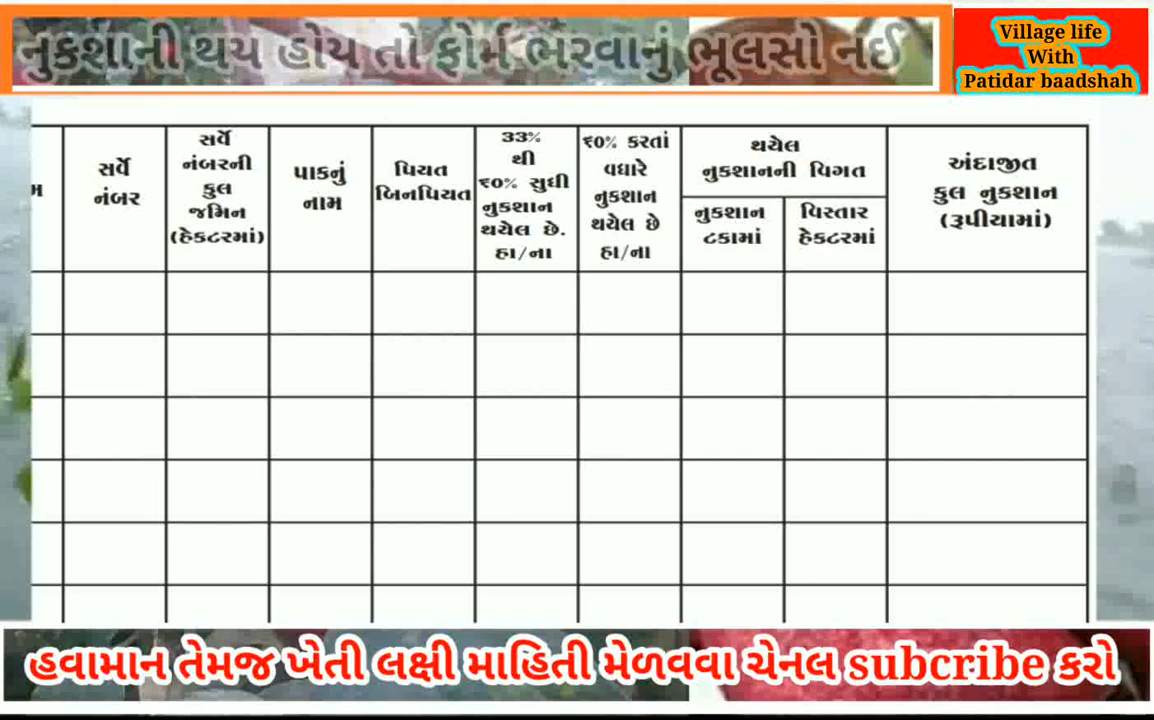 નુકશાની થય હોય તો ફોર્મ ભરવાનું ભૂલસો નઈ
Village life
With
Patidar baadshah
સર્વે
નંબર
સર્વે
નંબરની
કુલ
જમિન
(હેકટરમાં)
પાકનું
નામ
પિયત
બિનપિયત
૩૩%
થી
૬૦% સુધી
નુકશાન
થયેલ છે.
હા/ના
૬૦% કરતાં
વધારે
નુકશાન
થયેલ છે
હા/ના
થયેલ
નુકશાનની વિગત
નુકશાન
ટકામાં
વિસ્તાર
હેકટરમાં
અંદાજીત
કુલ નુકશાન
(રૂપીયામાં)
હવામાન તેમજ ખેતી લક્ષી માહિતી મેળવવા ચેનલ subcribe કરો